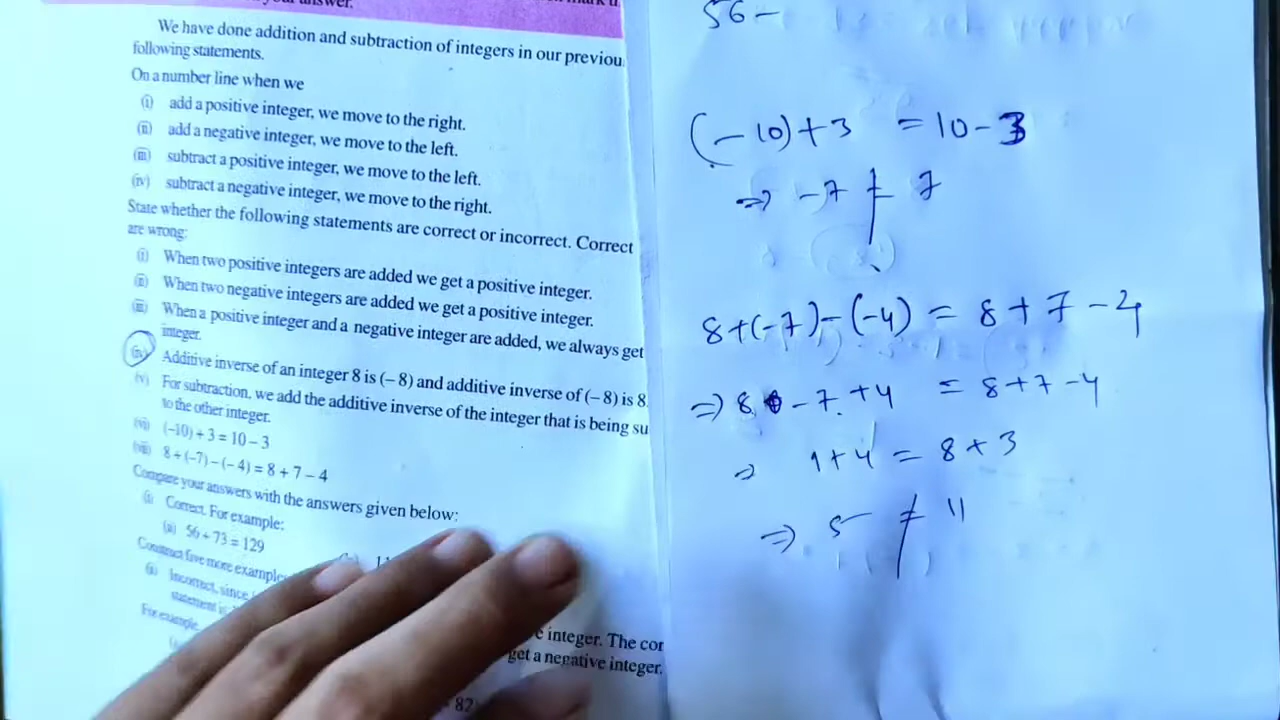 your answer.
We have done addition and subtraction of integers in our previou
following statements.
On a number line when we
(i) add a positive integer, we move to the right.
(ii) add a negative integer, we move to the left.
(iii) subtract a positive integer, we move to the left.
(iv) subtract a negative integer, we move to the right.
State whether the following statements are correct or incorrect. Correct
are wrong:
(i) When two positive integers are added we get a positive integer.
(ii) When two negative integers are added we get a positive integer.
(iii) When a positive integer and a negative integer are added, we always get
integer.
(iv) Additive inverse of an integer 8 is (– 8) and additive inverse of (– 8) is 8.
(v) For subtraction, we add the additive inverse of the integer that is being su
to the other integer.
(vi) (–10) + 3 = 10 – 3
(vii) 8 + (–7) – (– 4) = 8 + 7 – 4
Compare your answers with the answers given below:
(i) Correct. For example:
(a) 56 + 73 = 129
Construct five more example
(ii) Incorrect, since
statement is
For example
e integer. The cor
get a negative integer.
82
56 -
(-10)+3 = 10-3
⇒ -7 ≠ 7
8+(-7)-(-4) = 8+7-4
⇒ 8 -7+4 = 8+7-4
⇒ 1+4 = 8+3
⇒ 5 ≠ 11